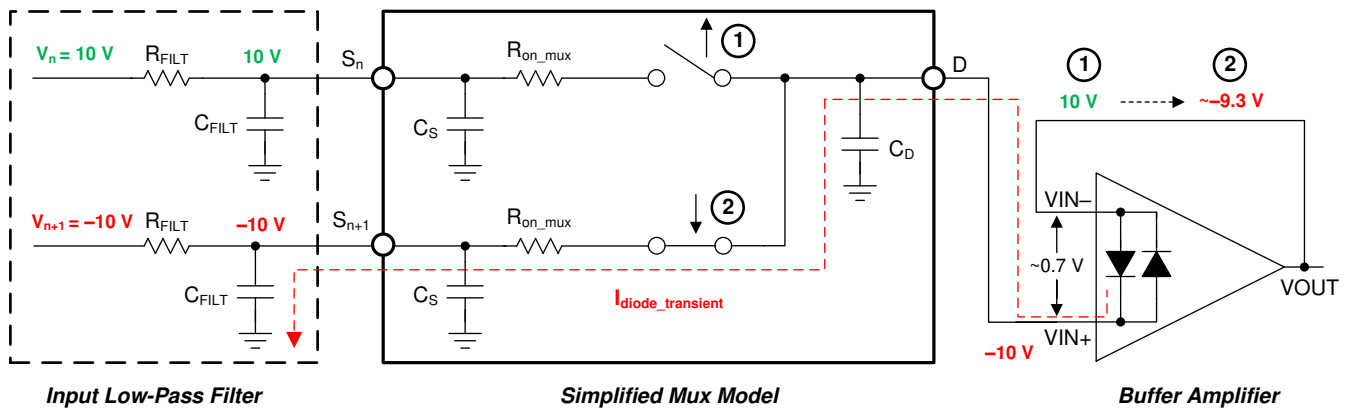 Vn = 10 V
RFILT
10 V
Sn
Ron_mux
1
D
1
2
10 V
~–9.3 V
CFILT
CS
CD
Vn+1 = –10 V
RFILT
–10 V
Sn+1
Ron_mux
2
VIN–
~0.7 V
VOUT
CFILT
CS
Idiode_transient
VIN+
–10 V
Input Low-Pass Filter
Simplified Mux Model
Buffer Amplifier